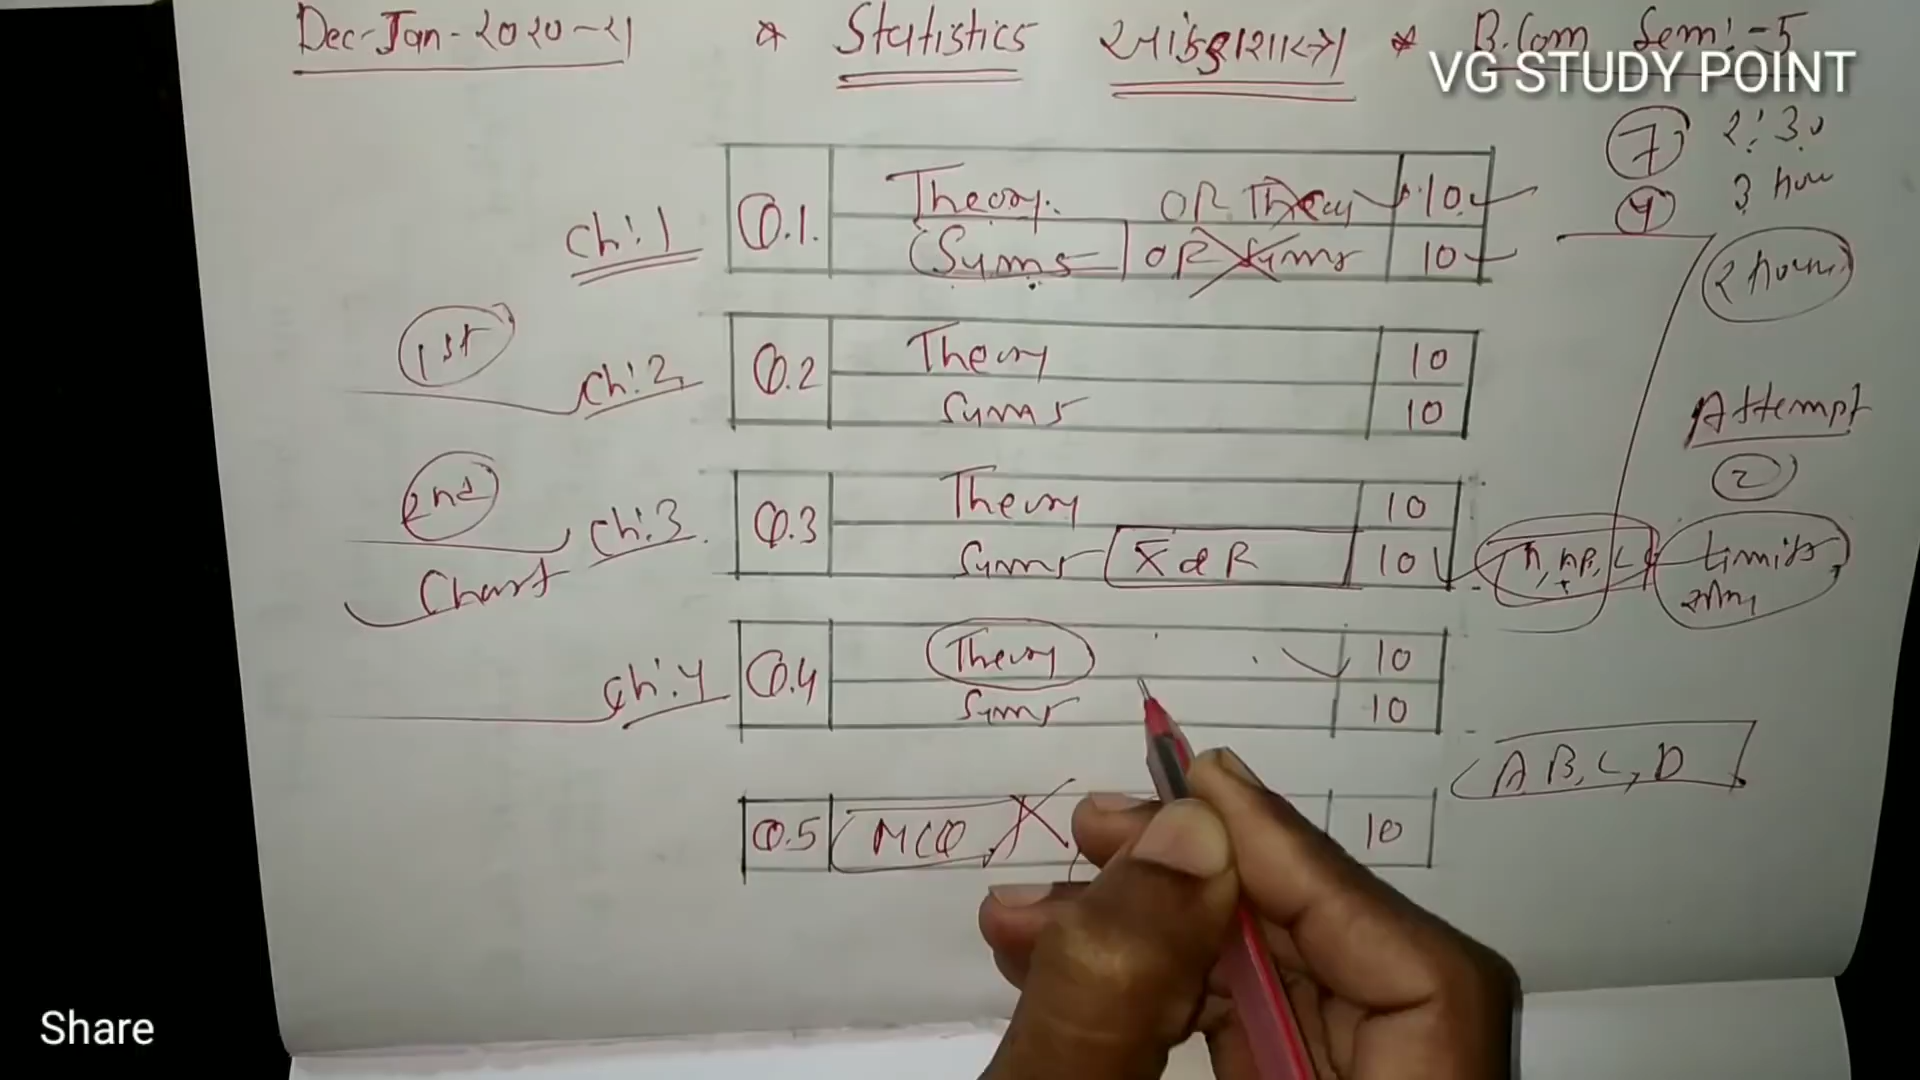 Dec-Jan-2020-21 * Statistics આંકડાશાસ્ત્ર * B.Com Sem:-5
VG STUDY POINT
7 2:30
3 hour
2 hours
Ch:1 Q.1. Theory. OR Theory 10
Sums OR Sums 10
1st
Ch:2 Q.2 Theory 10
Sums 10
Attempt
2
2nd
Ch:3 Q.3 Theory 10
Chart Sums X̄ & R 10
Limits
Ch:4 Q.4 Theory 10
Sums 10
A B, C, D
Q.5 MCQ 10
Share